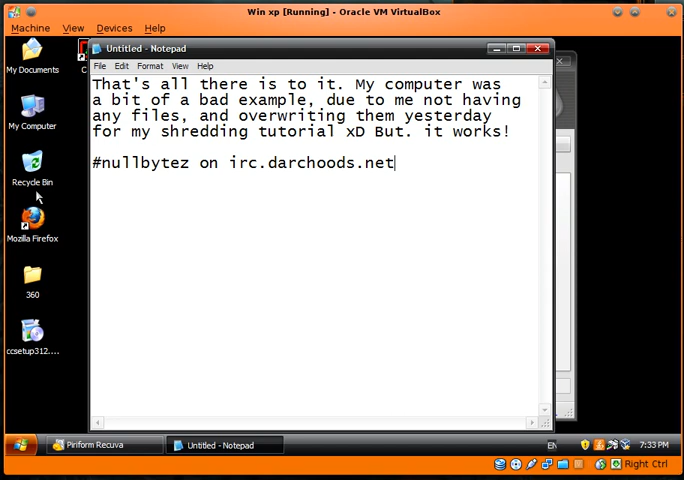 Win xp [Running] - Oracle VM VirtualBox
Machine View Devices Help
Untitled - Notepad
File Edit Format View Help
That's all there is to it. My computer was
a bit of a bad example, due to me not having
any files, and overwriting them yesterday
for my shredding tutorial xD But. it works!
#nullbytez on irc.darchoods.net
My Documents
My Computer
Recycle Bin
Mozilla Firefox
360
ccsetup312....
Piriform Recuva
Untitled - Notepad
EN
7:33 PM
Right Ctrl